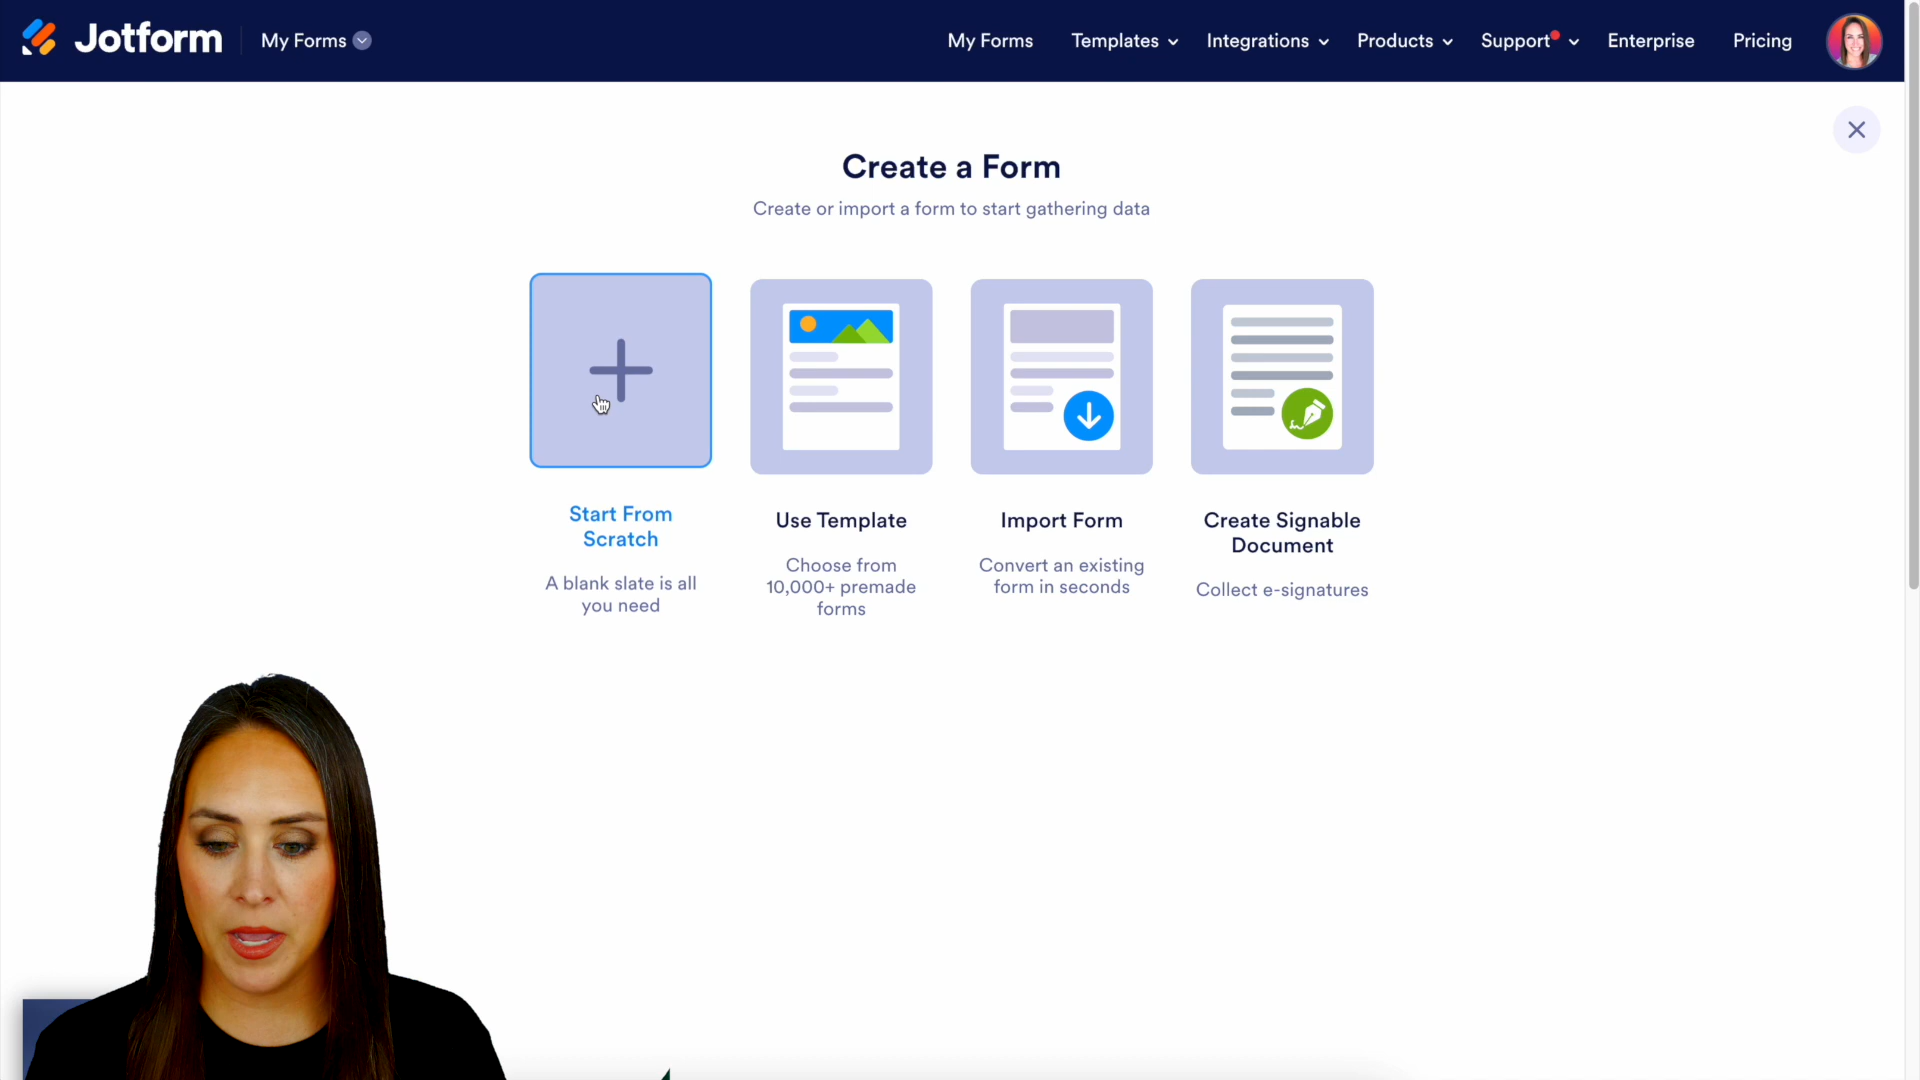 Jotform
My Forms
My Forms
Templates
Integrations
Products
Support
Enterprise
Pricing
Create a Form
Create or import a form to start gathering data
Start From
Scratch
A blank slate is all
you need
Use Template
Choose from
10,000+ premade
forms
Import Form
Convert an existing
form in seconds
Create Signable
Document
Collect e-signatures